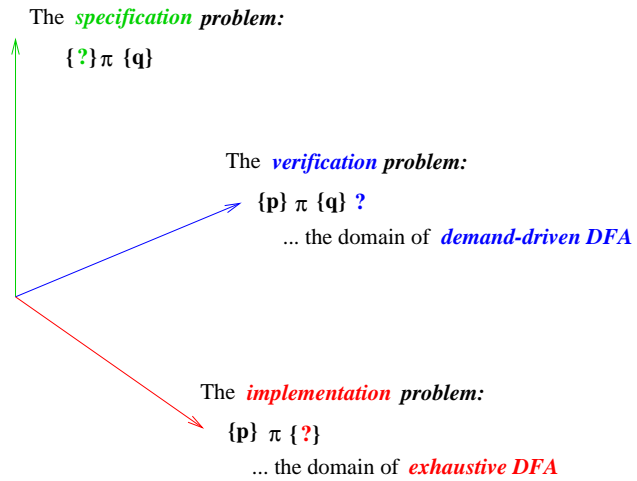 The specification problem:
{?} π {q}
The verification problem:
{p} π {q} ?
... the domain of demand-driven DFA
The implementation problem:
{p} π {?}
... the domain of exhaustive DFA